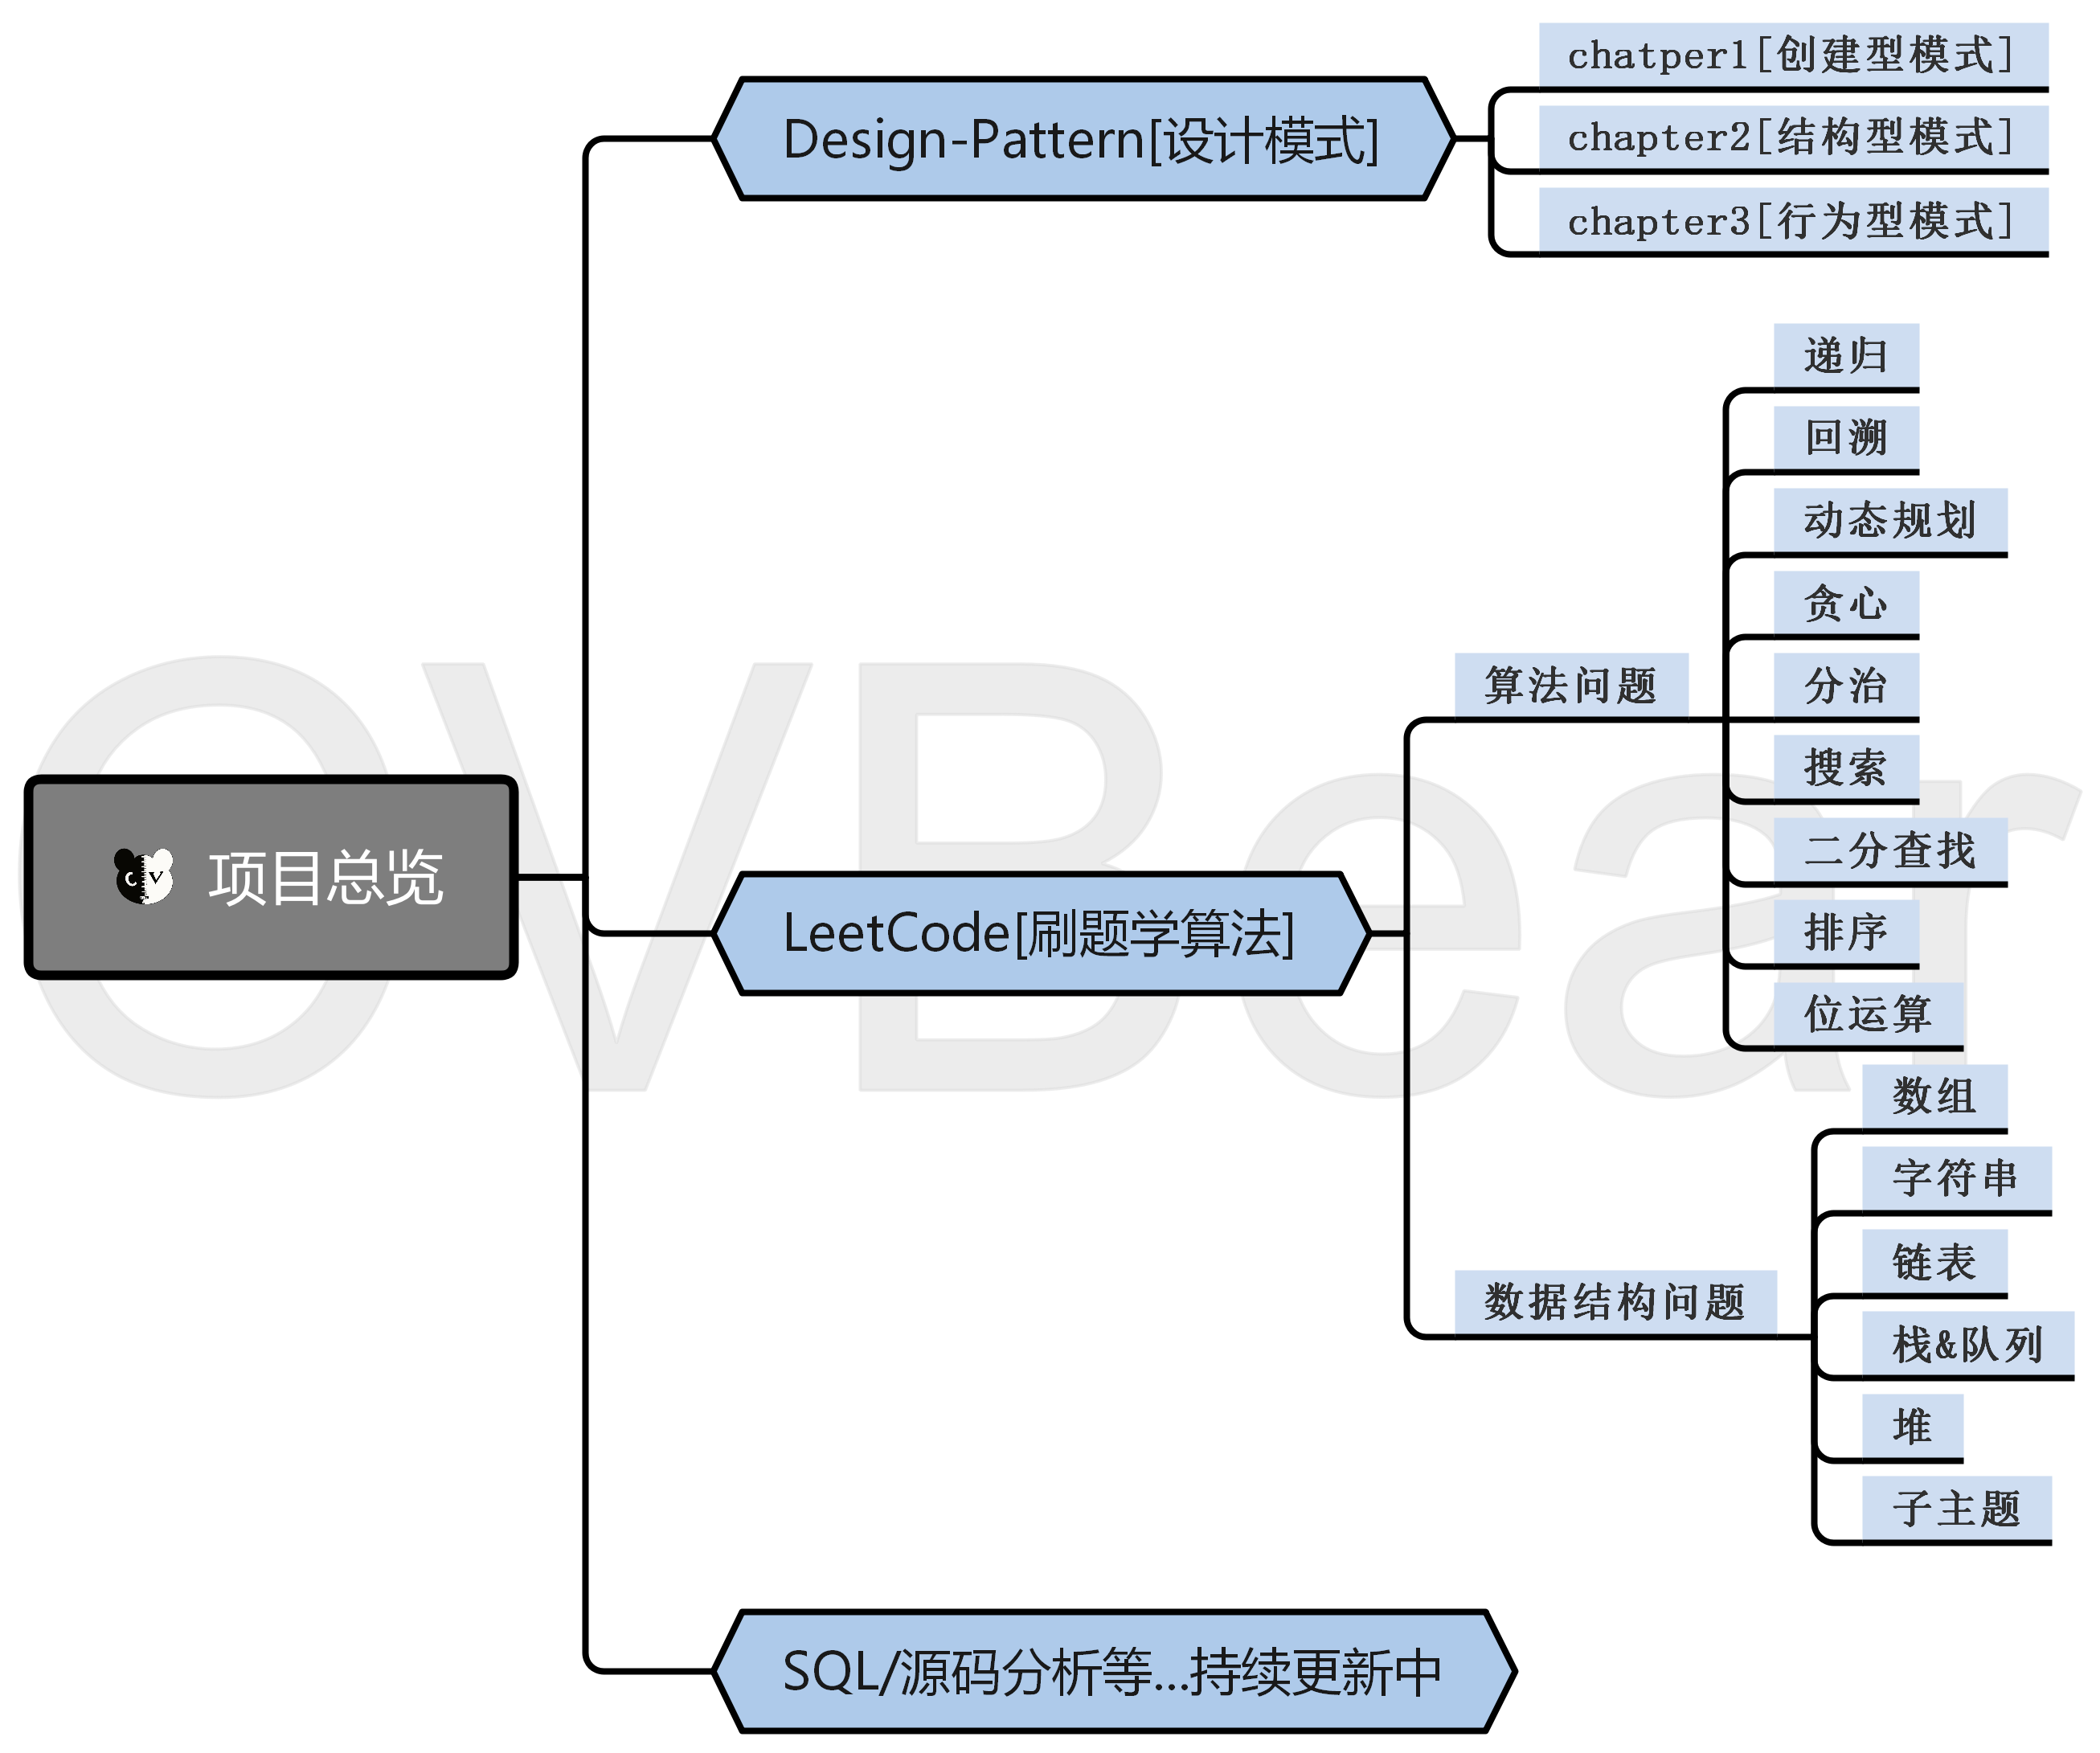 项目总览
Design-Pattern[设计模式]
chatper1[创建型模式]
chapter2[结构型模式]
chapter3[行为型模式]
LeetCode[刷题学算法]
算法问题
递归
回溯
动态规划
贪心
分治
搜索
二分查找
排序
位运算
数据结构问题
数组
字符串
链表
栈&队列
堆
子主题
SQL/源码分析等...持续更新中
CVBear
CV